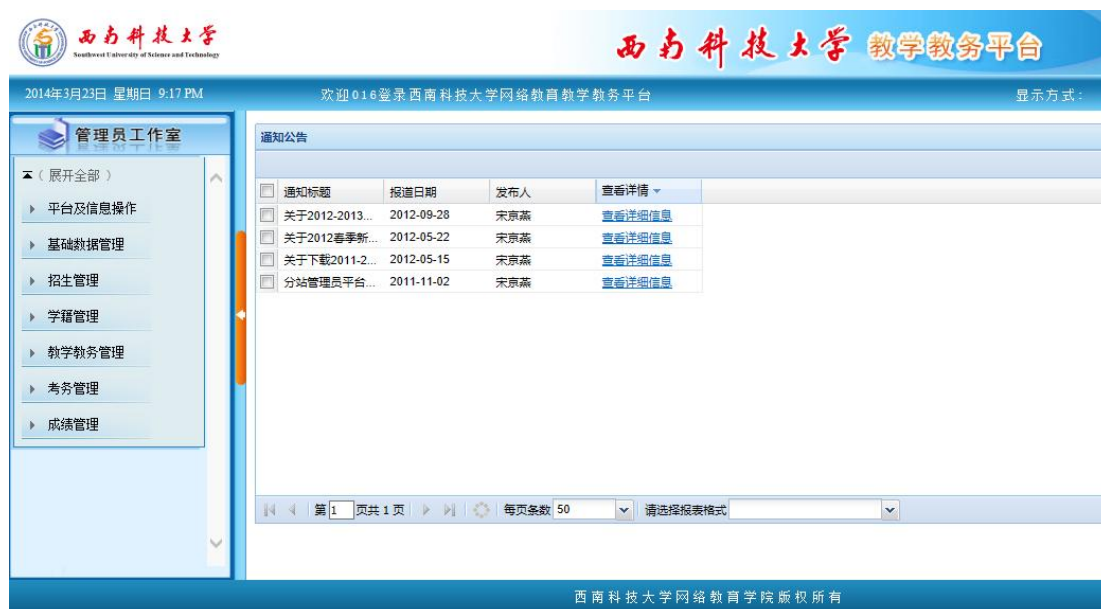 西南科技大学
Southwest University of Science and Technology
西南科技大学 教学教务平台
2014年3月23日 星期日 9:17 PM 欢迎016登录西南科技大学网络教育教学教务平台 显示方式：
管理员工作室
（展开全部）
平台及信息操作
基础数据管理
招生管理
学籍管理
教学教务管理
考务管理
成绩管理
通知公告
通知标题 报道日期 发布人 查看详情
关于2012-2013... 2012-09-28 宋京燕 查看详细信息
关于2012春季新... 2012-05-22 宋京燕 查看详细信息
关于下载2011-2... 2012-05-15 宋京燕 查看详细信息
分站管理员平台... 2011-11-02 宋京燕 查看详细信息
第 1 页共 1 页 每页条数 50 请选择报表格式
西南科技大学网络教育学院版权所有